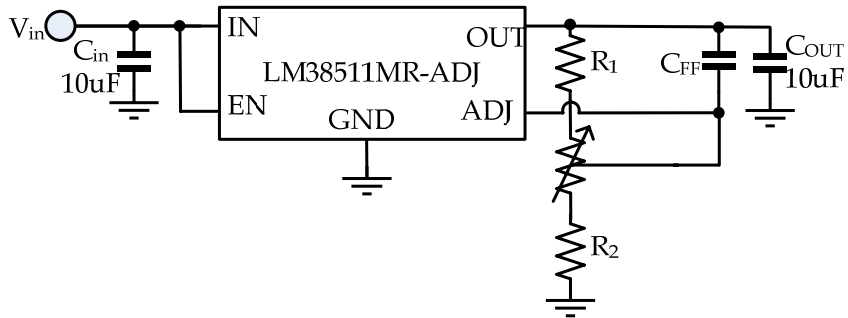 Vin
Cin
10uF
IN
EN
LM38511MR-ADJ
GND
OUT
ADJ
R1
R2
CFF
COUT
10uF